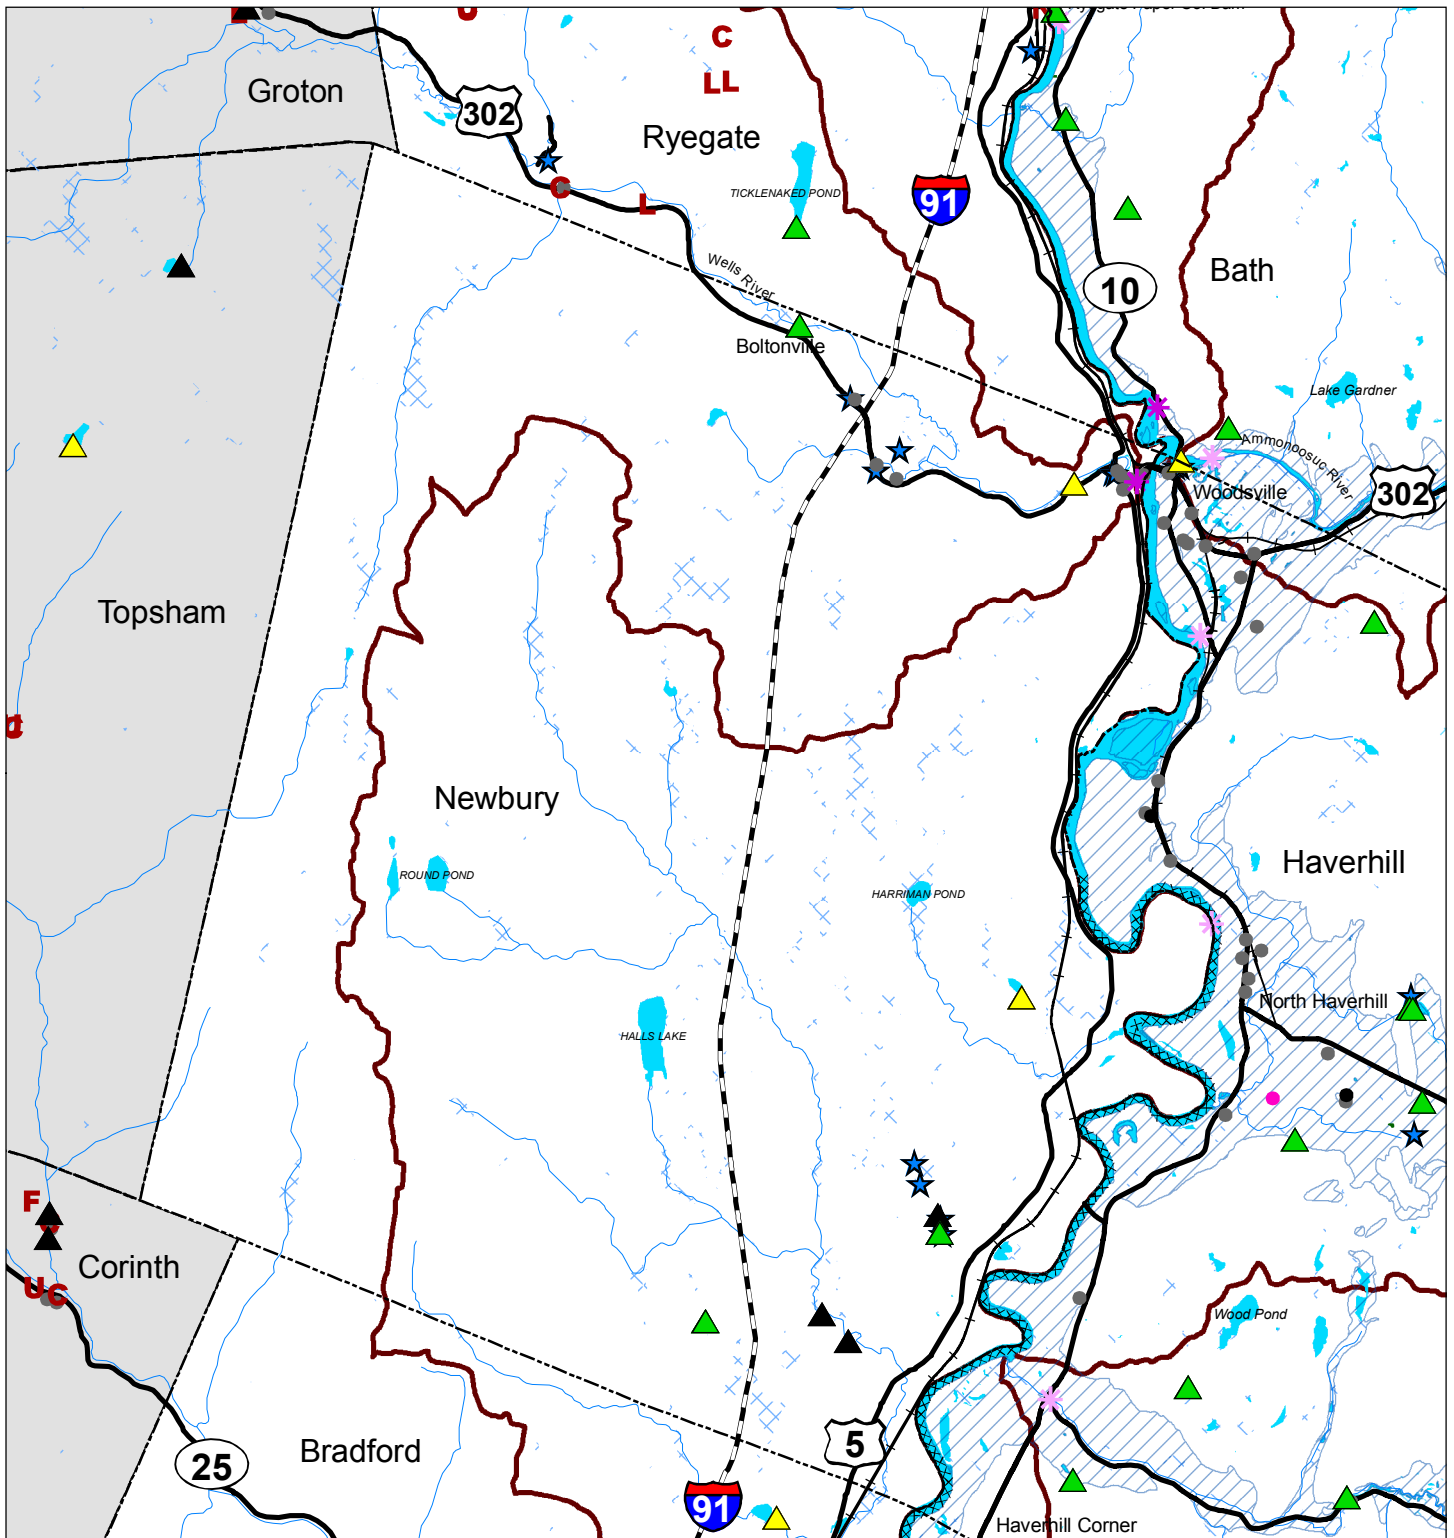 U
C
Groton
LL
302
Ryegate
TICKLENAKED POND
91
C
L
Wells River
Bath
10
Boltonville
Lake Gardner
Ammonoosuc River
302
Woodsville
Topsham
Newbury
Haverhill
ROUND POND
HARRIMAN POND
North Haverhill
HALLS LAKE
F
Corinth
U C
Wood Pond
5
Bradford
25
91
Haverhill Corner